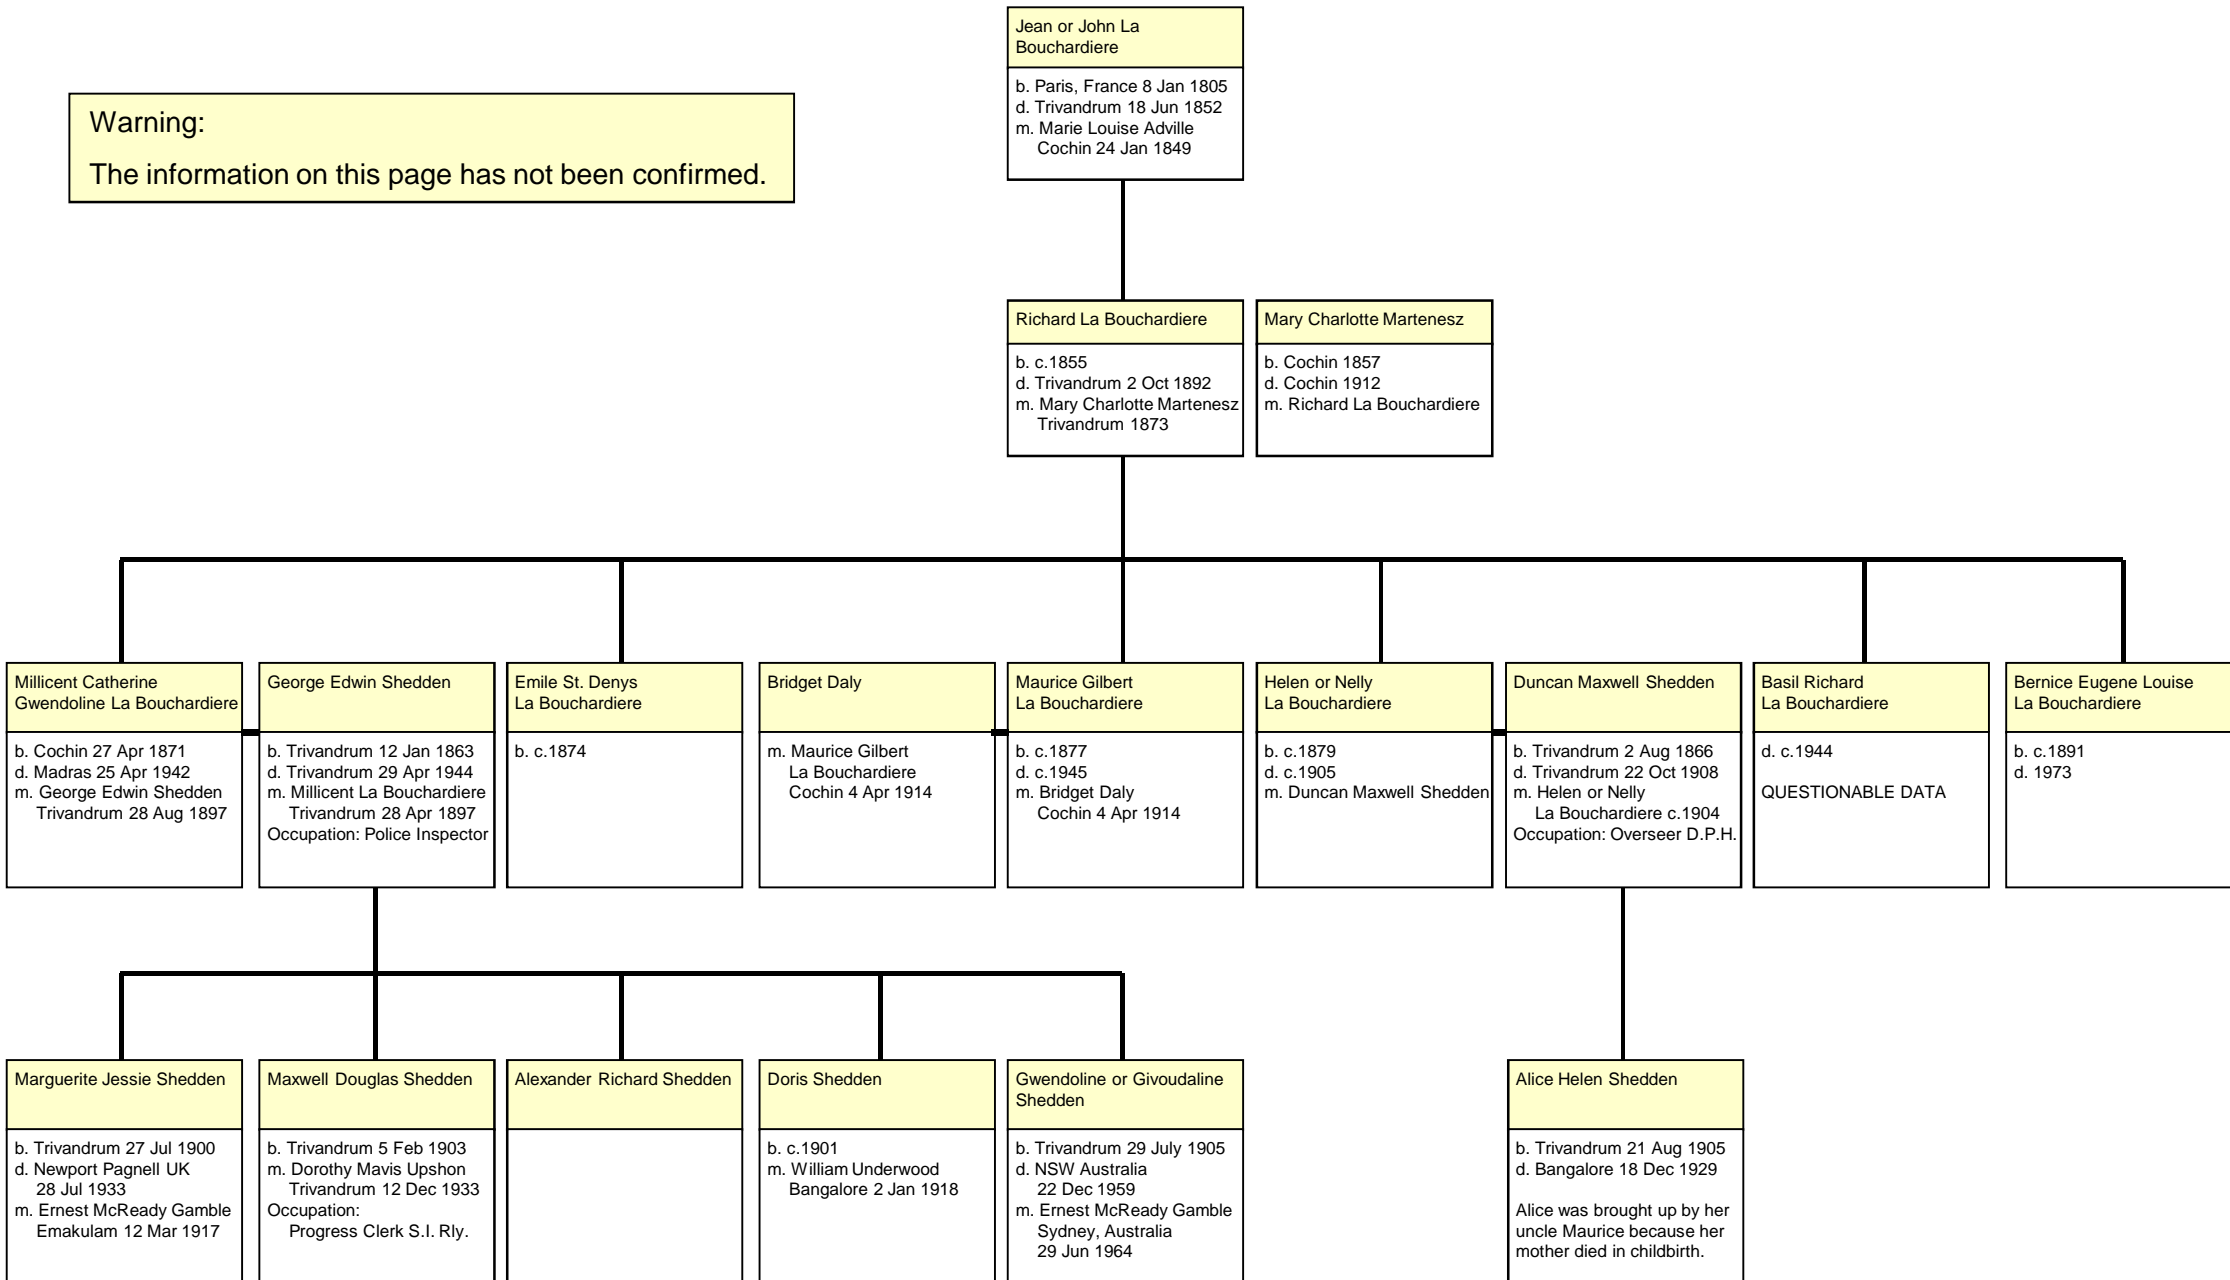 Jean or John La
Bouchardiere
b. Paris, France 8 Jan 1805
d. Trivandrum 18 Jun 1852
m. Marie Louise Adville
Cochin 24 Jan 1849
Warning:
The information on this page has not been confirmed.
Richard La Bouchardiere
b. c.1855
d. Trivandrum 2 Oct 1892
m. Mary Charlotte Martenesz
Trivandrum 1873
Mary Charlotte Martenesz
b. Cochin 1857
d. Cochin 1912
m. Richard La Bouchardiere
Millicent Catherine
Gwendoline La Bouchardiere
b. Cochin 27 Apr 1871
d. Madras 25 Apr 1942
m. George Edwin Shedden
Trivandrum 28 Aug 1897
George Edwin Shedden
b. Trivandrum 12 Jan 1863
d. Trivandrum 29 Apr 1944
m. Millicent La Bouchardiere
Trivandrum 28 Apr 1897
Occupation: Police Inspector
Emile St. Denys
La Bouchardiere
b. c.1874
Bridget Daly
m. Maurice Gilbert
La Bouchardiere
Cochin 4 Apr 1914
Maurice Gilbert
La Bouchardiere
b. c.1877
d. c.1945
m. Bridget Daly
Cochin 4 Apr 1914
Helen or Nelly
La Bouchardiere
b. c.1879
d. c.1905
m. Duncan Maxwell Shedden
Duncan Maxwell Shedden
b. Trivandrum 2 Aug 1866
d. Trivandrum 22 Oct 1908
m. Helen or Nelly
La Bouchardiere c.1904
Occupation: Overseer D.P.H.
Basil Richard
La Bouchardiere
d. c.1944
QUESTIONABLE DATA
Bernice Eugene Louise
La Bouchardiere
b. c.1891
d. 1973
Marguerite Jessie Shedden
b. Trivandrum 27 Jul 1900
d. Newport Pagnell UK
28 Jul 1933
m. Ernest McReady Gamble
Emakulam 12 Mar 1917
Maxwell Douglas Shedden
b. Trivandrum 5 Feb 1903
m. Dorothy Mavis Upshon
Trivandrum 12 Dec 1933
Occupation:
Progress Clerk S.I. Rly.
Alexander Richard Shedden
Doris Shedden
b. c.1901
m. William Underwood
Bangalore 2 Jan 1918
Gwendoline or Givoudaline
Shedden
b. Trivandrum 29 July 1905
d. NSW Australia
22 Dec 1959
m. Ernest McReady Gamble
Sydney, Australia
29 Jun 1964
Alice Helen Shedden
b. Trivandrum 21 Aug 1905
d. Bangalore 18 Dec 1929
Alice was brought up by her
uncle Maurice because her
mother died in childbirth.